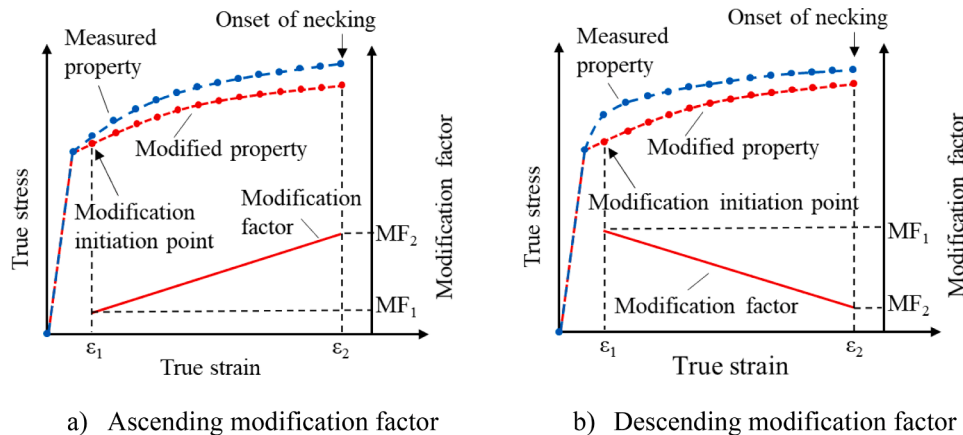 Onset of necking
Measured
property
Modified property
Modification
initiation point
Modification
factor
MF2
MF1
True stress
Modification factor
ε1
ε2
True strain
a) Ascending modification factor
Onset of necking
Measured
property
Modified property
Modification initiation point
MF1
Modification factor
MF2
True stress
Modification factor
ε1
ε2
True strain
b) Descending modification factor